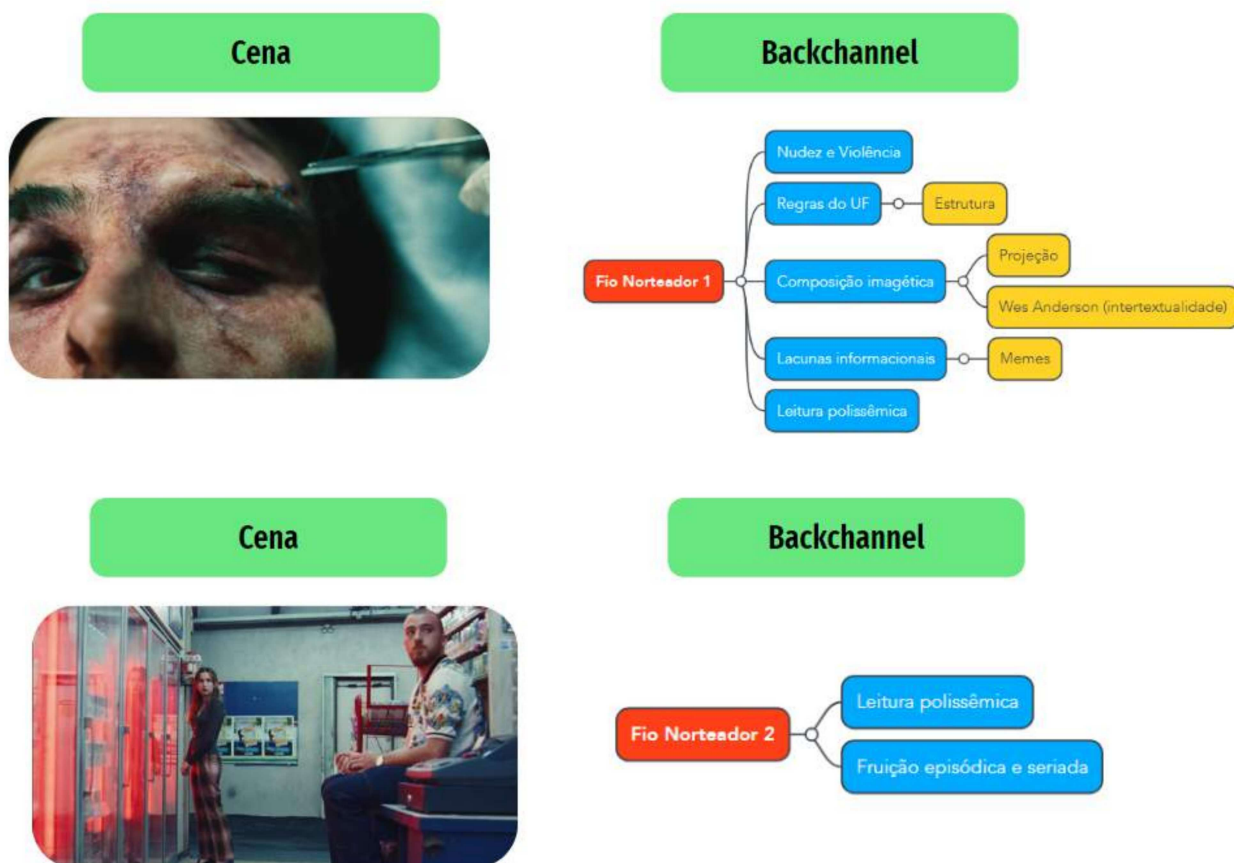 Cena
Backchannel
Nudez e Violência
Regras do UF
Estrutura
Fio Norteador 1
Composição imagética
Projeção
Wes Anderson (intertextualidade)
Lacunas informacionais
Memes
Leitura polissêmica
Cena
Backchannel
Fio Norteador 2
Leitura polissêmica
Fruição episódica e seriada